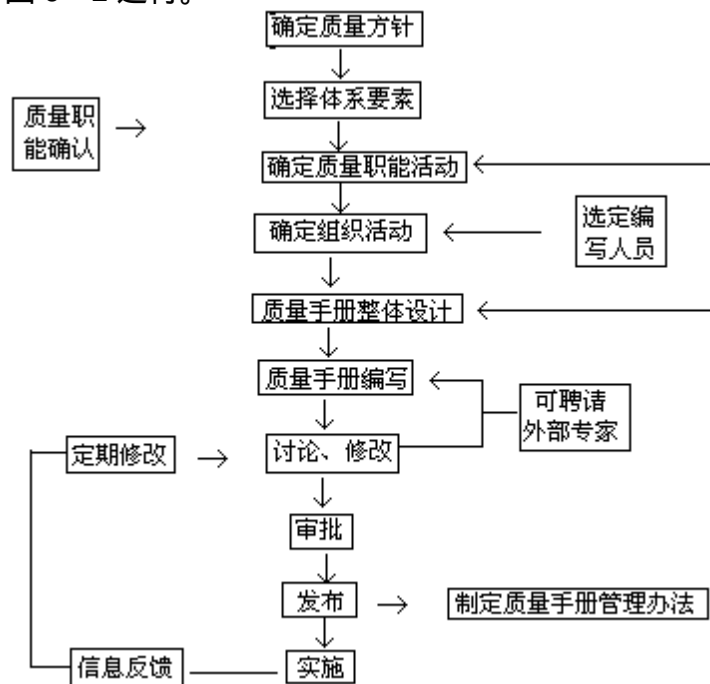 确定质量方针
选择体系要素
质量职
能确认
确定质量职能活动
确定组织活动
选定编
写人员
质量手册整体设计
质量手册编写
可聘请
外部专家
定期修改
讨论、修改
审批
发布
制定质量手册管理办法
信息反馈
实施